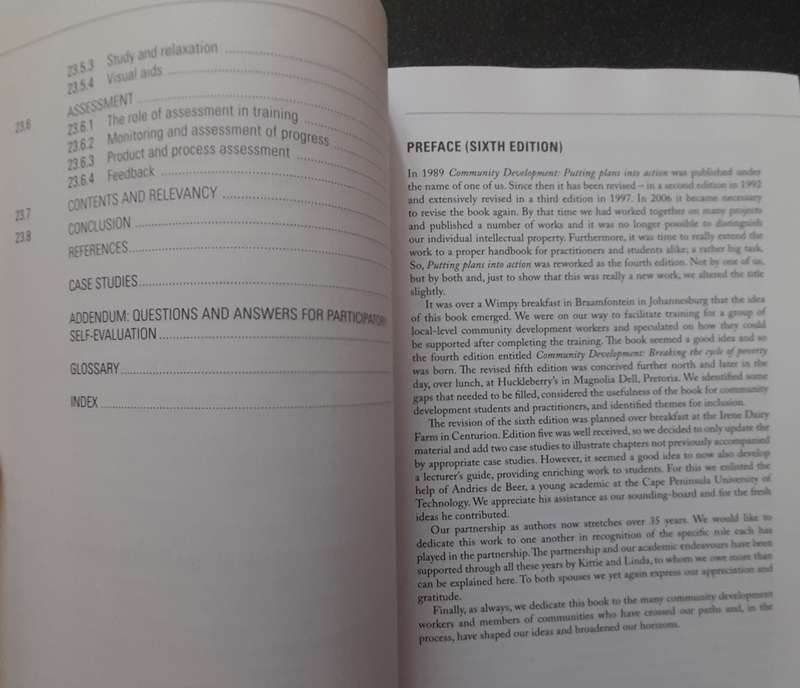 23.5.3 Study and relaxation
23.5.4 Visual aids
23.6 ASSESSMENT
23.6.1 The role of assessment in training
23.6.2 Monitoring and assessment of progress
23.6.3 Product and process assessment
23.6.4 Feedback
23.7 CONTENTS AND RELEVANCY
23.8 CONCLUSION
REFERENCES
CASE STUDIES
ADDENDUM: QUESTIONS AND ANSWERS FOR PARTICIPATORY
SELF-EVALUATION
GLOSSARY
INDEX
PREFACE (SIXTH EDITION)
In 1989 Community Development: Putting plans into action was published under
the name of one of us. Since then it has been revised – in a second edition in 1992
and extensively revised in a third edition in 1997. In 2006 it became necessary
to revise the book again. By that time we had worked together on many projects
and published a number of works and it was no longer possible to distinguish
our individual intellectual property. Furthermore, it was time to really extend the
work to a proper handbook for practitioners and students alike; a rather big task.
So, Putting plans into action was reworked as the fourth edition. Not by one of us,
but by both and, just to show that this was really a new work, we altered the title
slightly.
It was over a Wimpy breakfast in Braamfontein in Johannesburg that the idea
of this book emerged. We were on our way to facilitate training for a group of
local-level community development workers and speculated on how they could
be supported after completing the training. The book seemed a good idea and so
the fourth edition entitled Community Development: Breaking the cycle of poverty
was born. The revised fifth edition was conceived further north and later in the
day, over lunch, at Huckleberry's in Magnolia Dell, Pretoria. We identified some
gaps that needed to be filled, considered the usefulness of the book for community
development students and practitioners, and identified themes for inclusion.
The revision of the sixth edition was planned over breakfast at the Irene Dairy
Farm in Centurion. Edition five was well received, so we decided to only update the
material and add two case studies to illustrate chapters not previously accompanied
by appropriate case studies. However, it seemed a good idea to now also develop
a lecturer's guide, providing enriching work to students. For this we enlisted the
help of Andries de Beer, a young academic at the Cape Peninsula University of
Technology. We appreciate his assistance as our sounding-board and for the fresh
ideas he contributed.
Our partnership as authors now stretches over 35 years. We would like to
dedicate this work to one another in recognition of the specific role each has
played in the partnership. The partnership and our academic endeavours have been
supported through all these years by Kittie and Linda, to whom we owe more than
can be explained here. To both spouses we yet again express our appreciation and
gratitude.
Finally, as always, we dedicate this book to the many community development
workers and members of communities who have crossed our paths and, in the
process, have shaped our ideas and broadened our horizons.